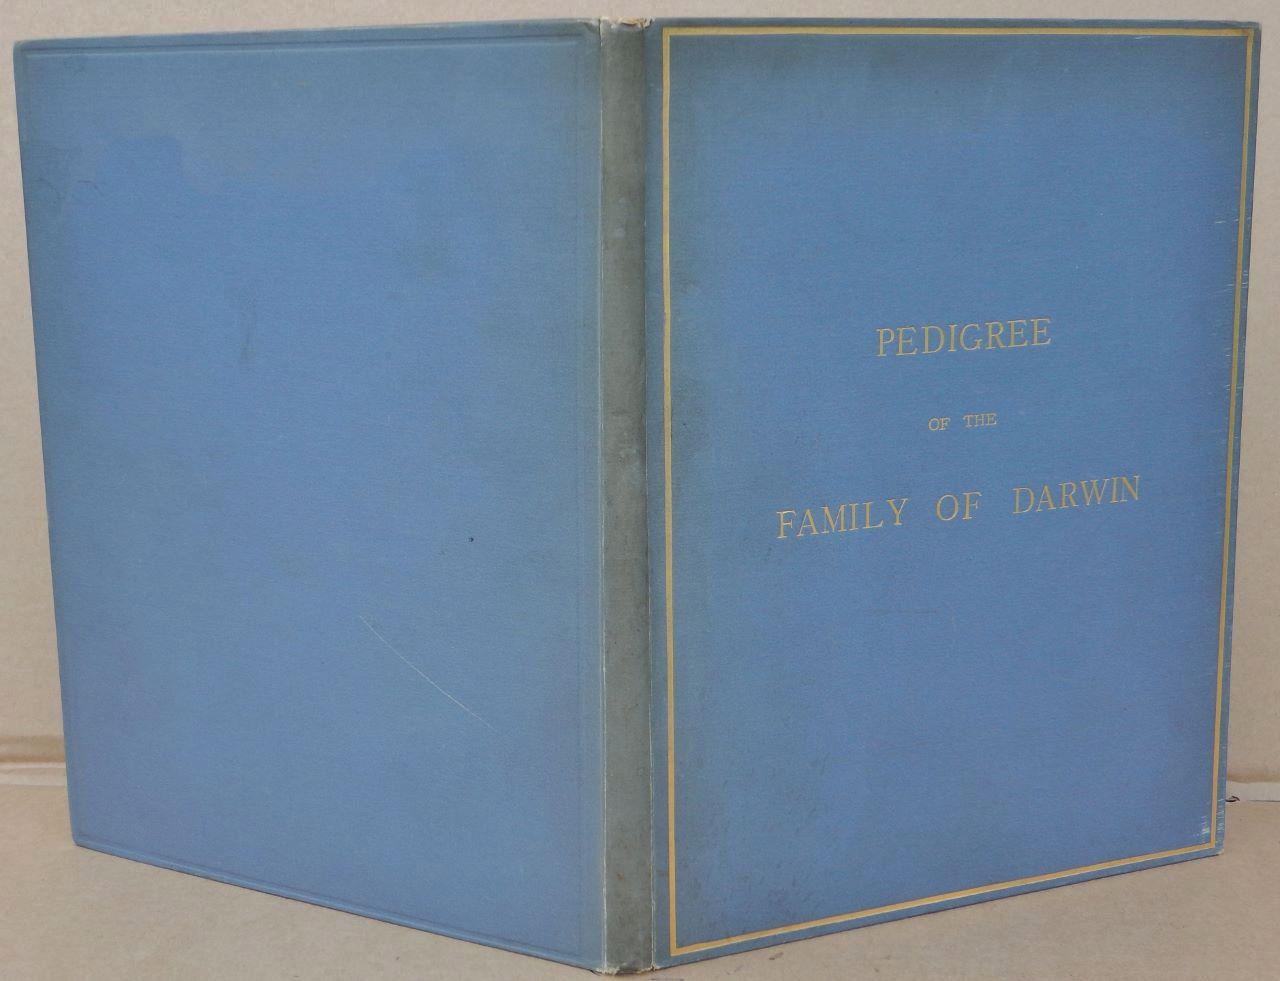 PEDIGREE
OF THE
FAMILY OF DARWIN